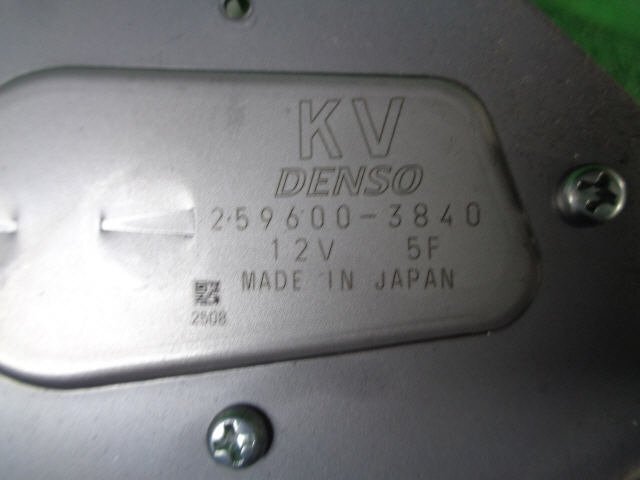 KV
DENSO
259600-3840
12V 5F
MADE IN JAPAN
2508